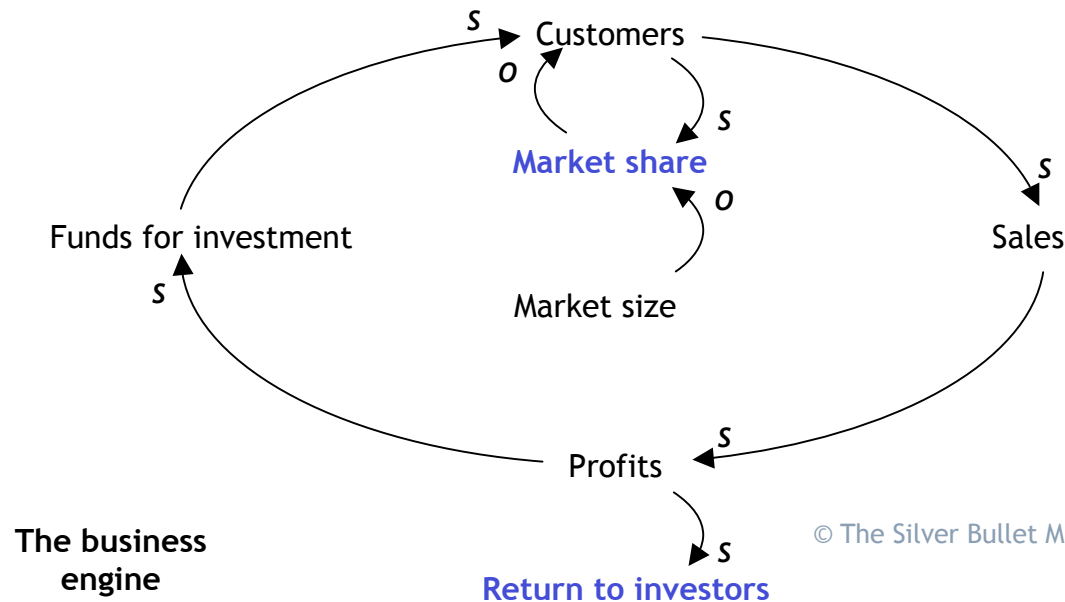 S
Customers
O
S
Market share
S
O
Funds for investment
Sales
S
Market size
S
Profits
The business
engine
© The Silver Bullet M
S
Return to investors